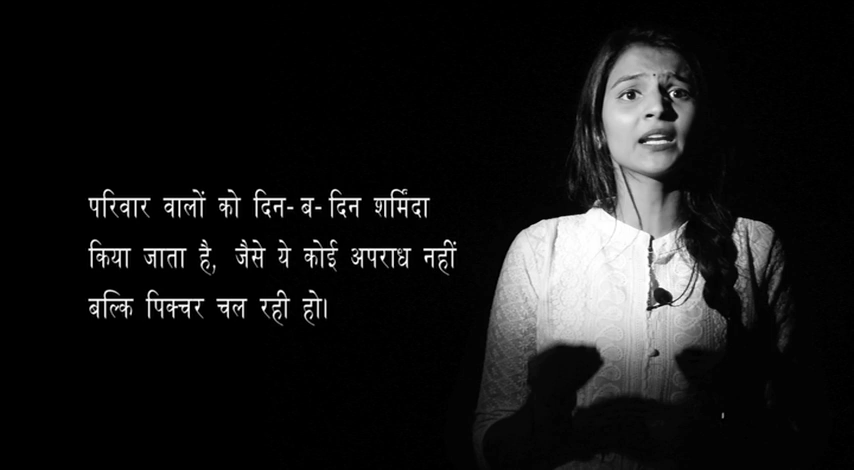 परिवार वालों को दिन-ब-दिन शर्मिंदा
किया जाता है, जैसे ये कोई अपराध नहीं
बल्कि पिक्चर चल रही हो।